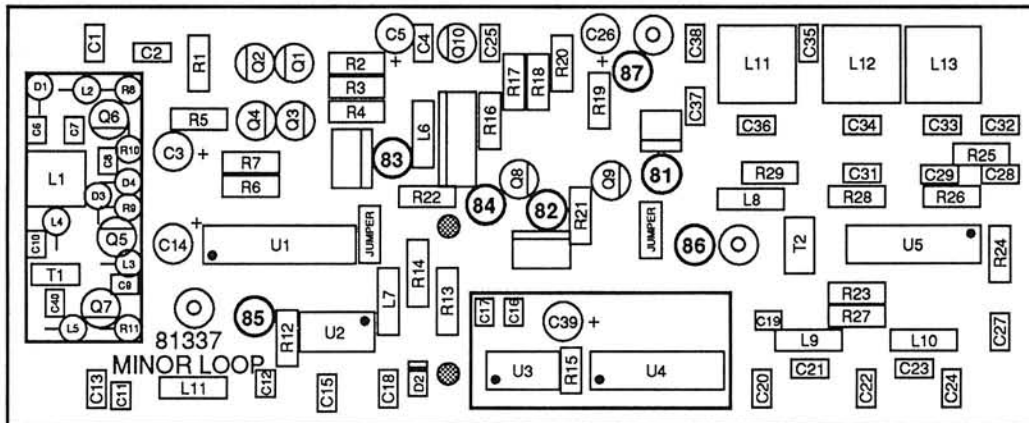 C1
C2
R1
Q2
Q1
R2
R3
R4
C5
+
C4
Q10
C25
R17
R18
R20
C26
+
87
R19
C38
C37
L11
C35
L12
L13
D1
L2
R8
C6
C7
Q6
R5
Q4
Q3
L6
R16
C36
C34
C33
C32
R10
C8
C3
+
R7
R6
83
81
R25
L1
D4
D3
R9
R22
Q8
Q9
R29
C31
C29
C28
L4
84
82
R21
L8
R28
R26
C10
Q5
C14
+
U1
JUMPER
JUMPER
86
T2
U5
R24
L3
T1
C9
R14
L7
R13
C40
Q7
L5
R11
85
R12
U2
C17
C16
C39
+
R23
R27
C19
L9
L10
C27
81337
MINOR LOOP
U3
R15
U4
C21
C23
C13
C11
L11
C12
C15
C18
D2
C20
C22
C24